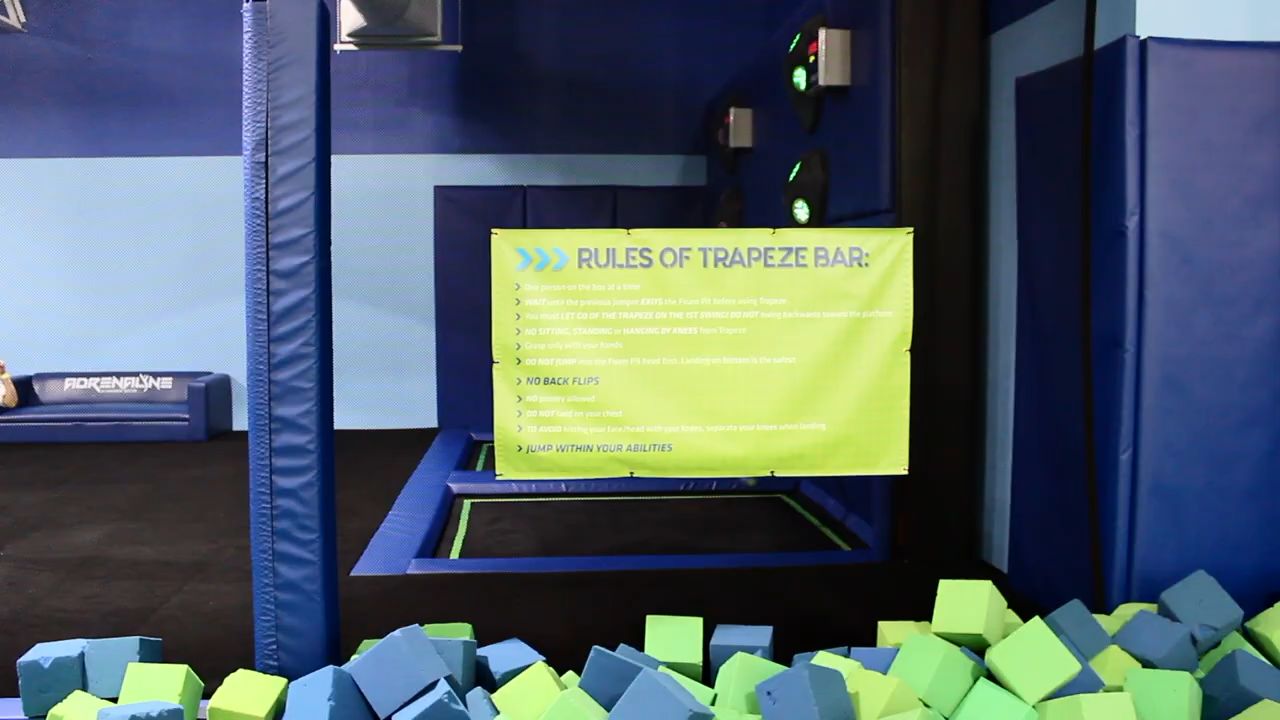 RULES OF TRAPEZE BAR:
One person on the box at a time
WAIT until the previous jumper EXITS the Foam Pit before using Trapeze
You must LET GO OF THE TRAPEZE ON THE 1ST SWING! DO NOT swing backwards toward the platform
NO SITTING, STANDING or HANGING BY KNEES from Trapeze
Grasp only with your hands
DO NOT JUMP into the Foam Pit head first. Landing on bottom is the safest
NO BACK FLIPS
NO gainers allowed
DO NOT land on your chest
TO AVOID hitting your face/head with your knees, separate your knees when landing
JUMP WITHIN YOUR ABILITIES
ADRENALINE